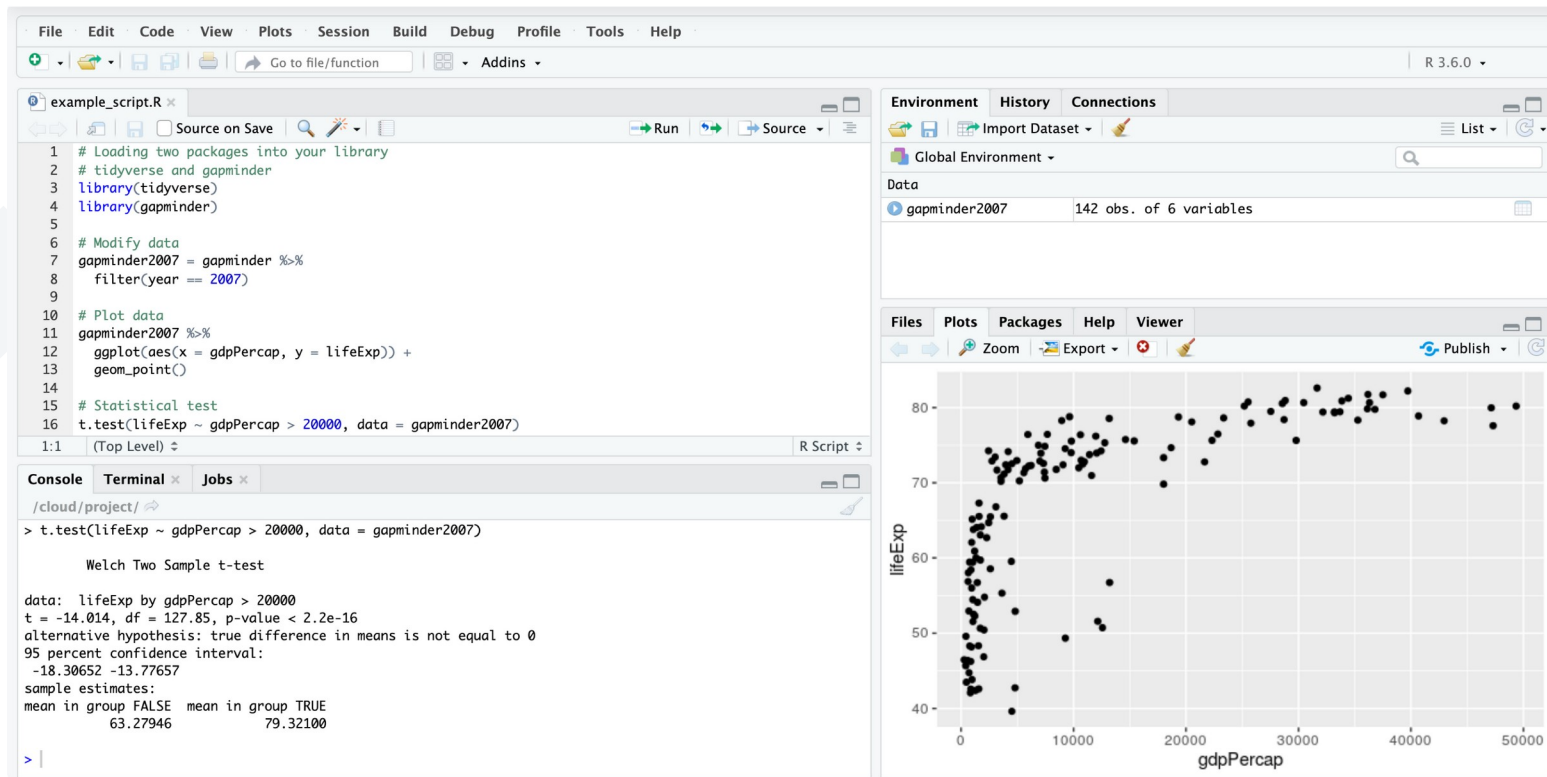 File Edit Code View Plots Session Build Debug Profile Tools Help
Go to file/function Addins R 3.6.0
example_script.R
Source on Save Run Source
1 # Loading two packages into your library
2 # tidyverse and gapminder
3 library(tidyverse)
4 library(gapminder)
5
6 # Modify data
7 gapminder2007 = gapminder %>%
8   filter(year == 2007)
9
10 # Plot data
11 gapminder2007 %>%
12   ggplot(aes(x = gdpPercap, y = lifeExp)) +
13   geom_point()
14
15 # Statistical test
16 t.test(lifeExp ~ gdpPercap > 20000, data = gapminder2007)
1:1 (Top Level) R Script
Console Terminal Jobs
/cloud/project/
> t.test(lifeExp ~ gdpPercap > 20000, data = gapminder2007)
Welch Two Sample t-test
data:  lifeExp by gdpPercap > 20000
t = -14.014, df = 127.85, p-value < 2.2e-16
alternative hypothesis: true difference in means is not equal to 0
95 percent confidence interval:
-18.30652 -13.77657
sample estimates:
mean in group FALSE  mean in group TRUE
63.27946 79.32100
>
Environment History Connections
Import Dataset List
Global Environment
Data
gapminder2007 142 obs. of 6 variables
Files Plots Packages Help Viewer
Zoom Export Publish
80
70
60
50
40
lifeExp
0 10000 20000 30000 40000 50000
gdpPercap